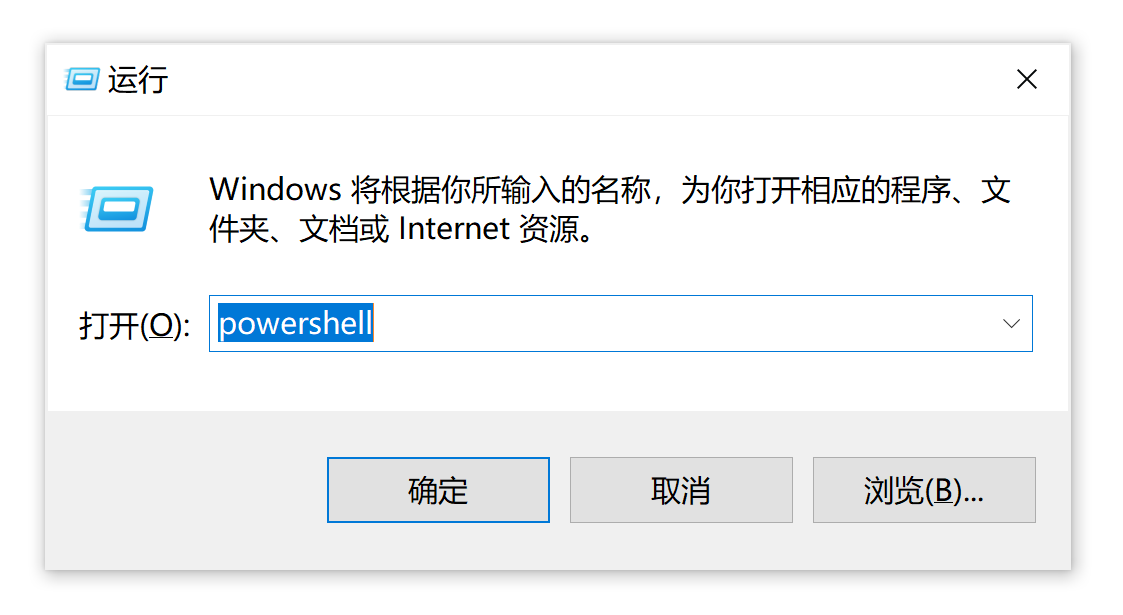 运行
Windows 将根据你所输入的名称，为你打开相应的程序、文
件夹、文档或 Internet 资源。
打开(O): powershell
确定 取消 浏览(B)...